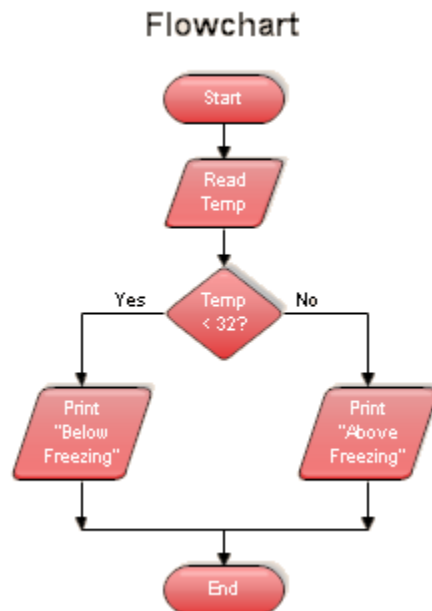 Flowchart
Start
Read
Temp
Temp
< 32?
Yes
No
Print
"Below
Freezing"
Print
"Above
Freezing"
End